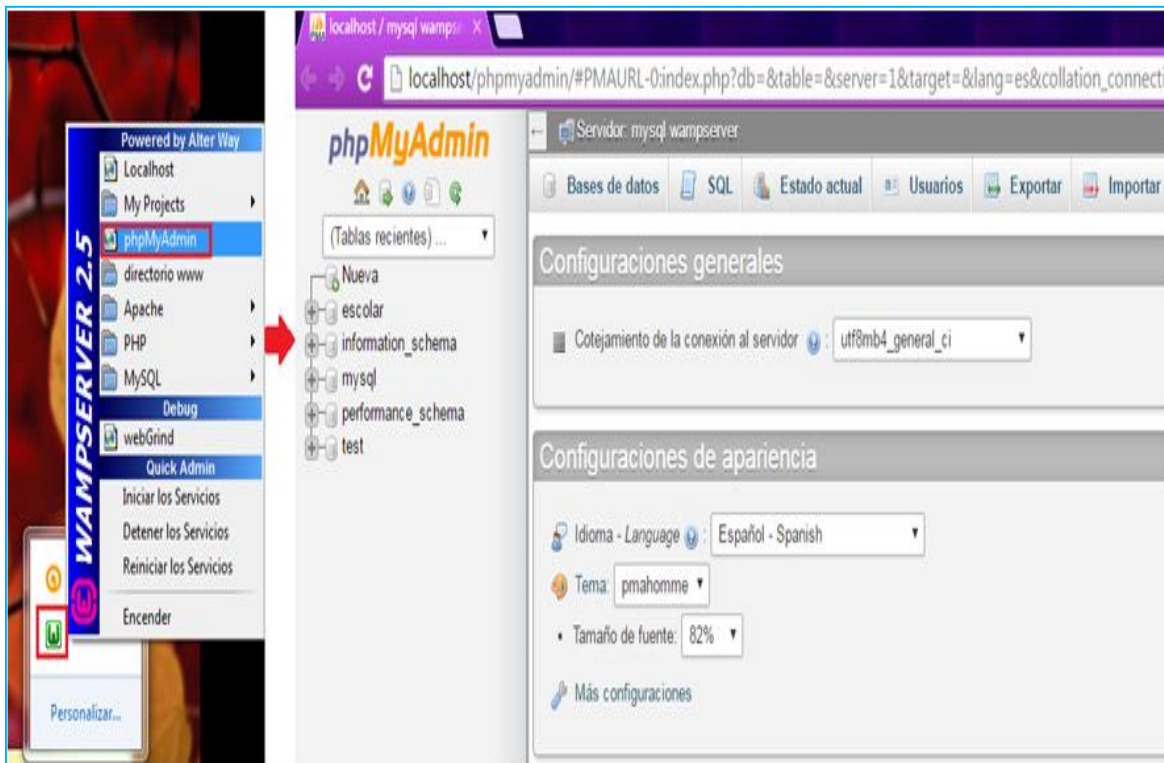 Powered by Alter Way
Localhost
My Projects
phpMyAdmin
directorio www
Apache
PHP
MySQL
Debug
webGrind
Quick Admin
Iniciar los Servicios
Detener los Servicios
Reiniciar los Servicios
Encender
WAMPSERVER 2.5
Personalizar...
localhost / mysql wamps
localhost/phpmyadmin/#PMAURL-0:index.php?db=&table=&server=1&target=&lang=es&collation_connecti
phpMyAdmin
(Tablas recientes) ...
Nueva
escolar
information_schema
mysql
performance_schema
test
Servidor: mysql wampserver
Bases de datos
SQL
Estado actual
Usuarios
Exportar
Importar
Configuraciones generales
Cotejamiento de la conexión al servidor : utf8mb4_general_ci
Configuraciones de apariencia
Idioma - Language : Español - Spanish
Tema: pmahomme
Tamaño de fuente: 82%
Más configuraciones